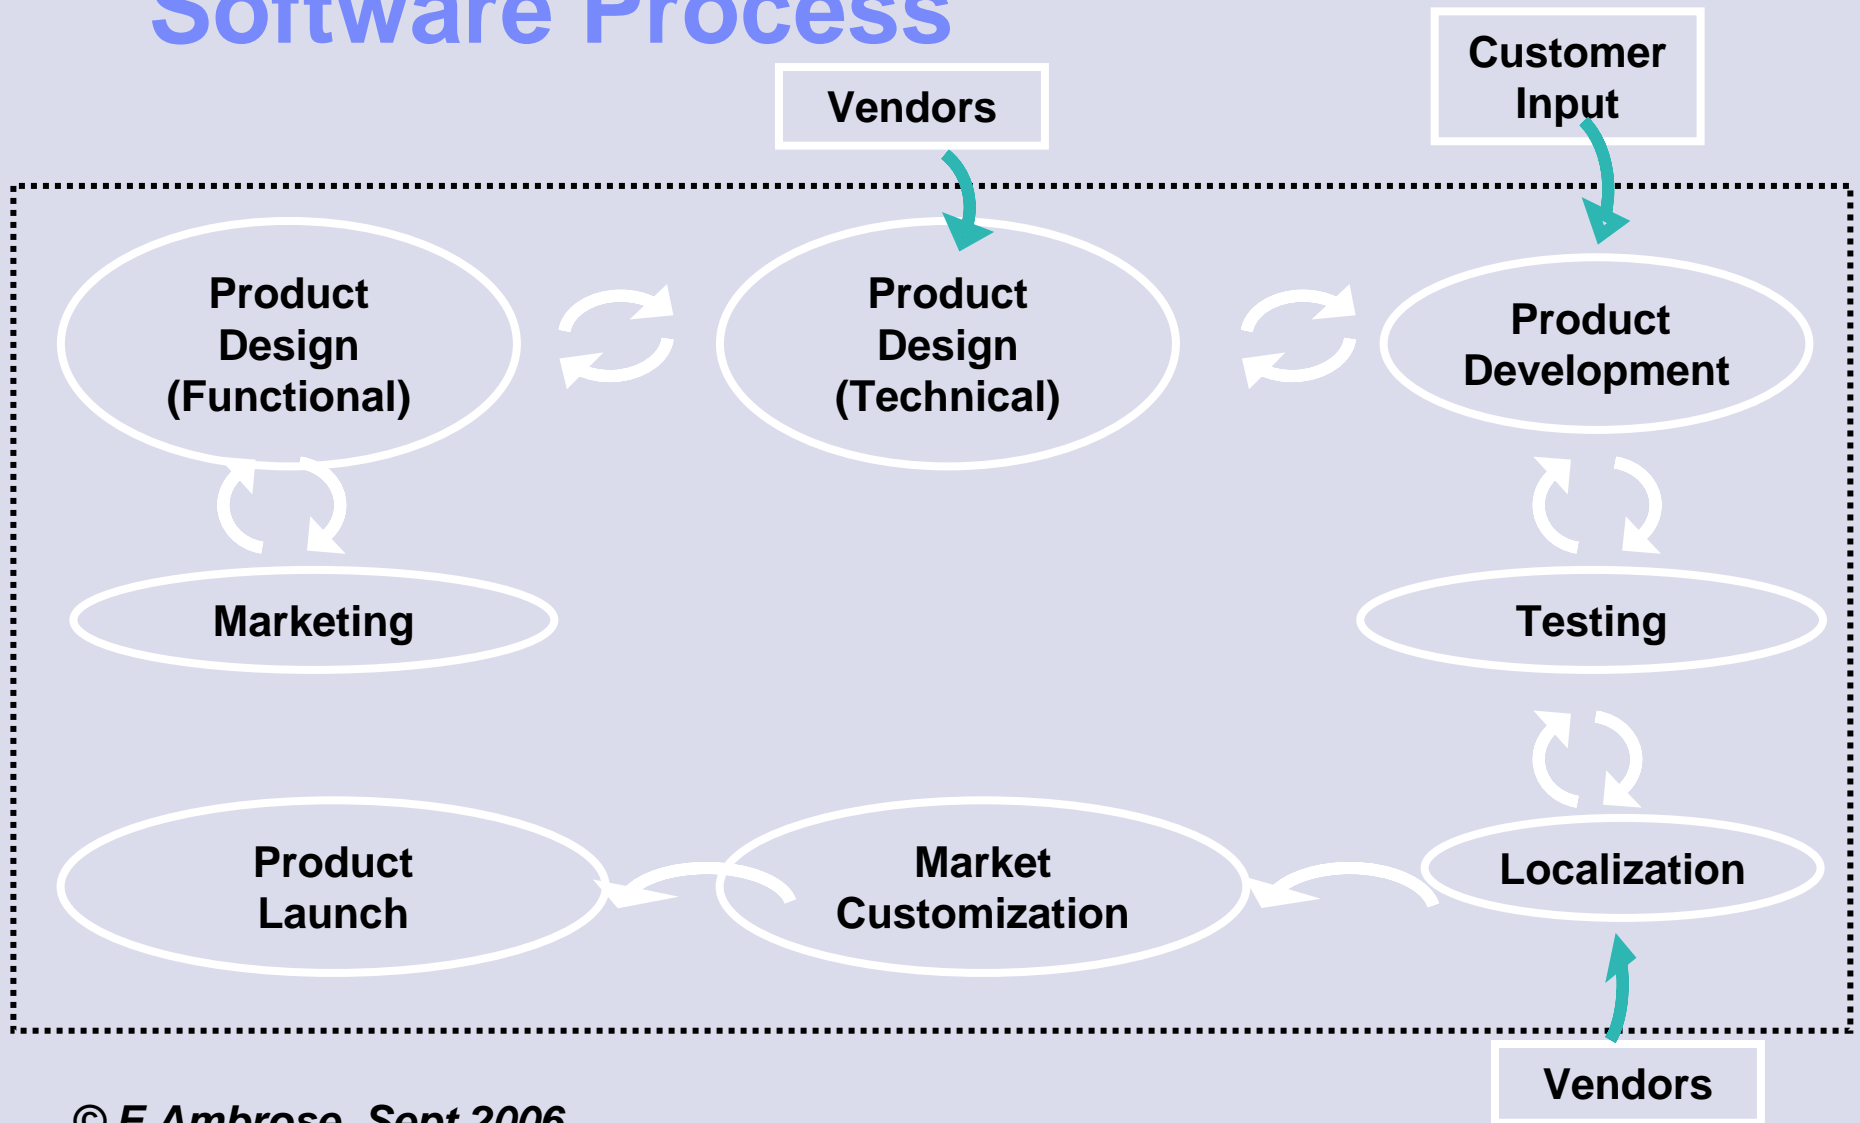 Software Process
Customer
Input
Vendors
Product
Design
(Functional)
Product
Design
(Technical)
Product
Development
Marketing
Testing
Product
Launch
Market
Customization
Localization
Vendors
© E Ambrose, Sept 2006